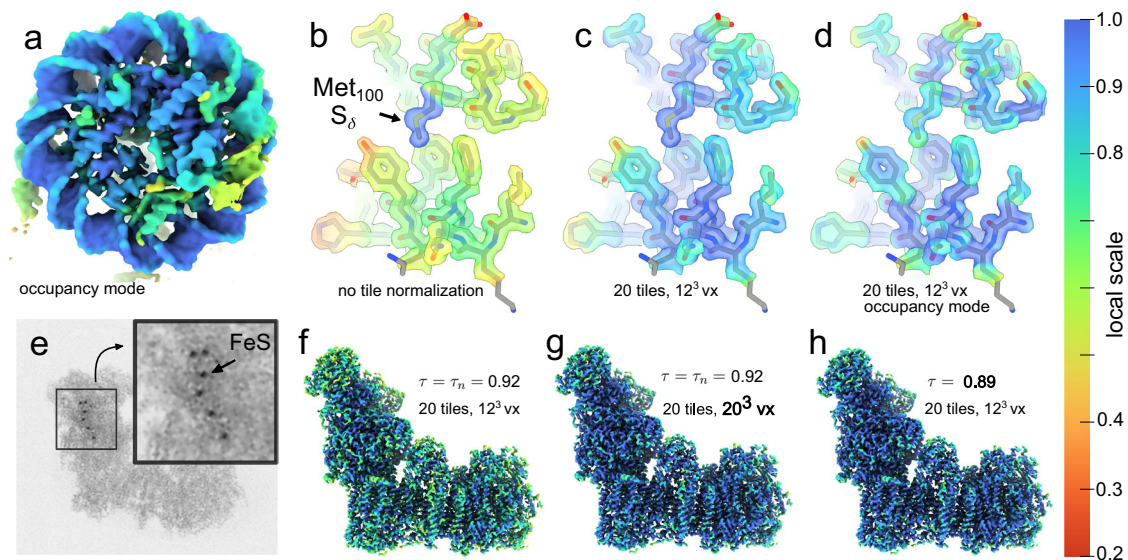 a
occupancy mode
b
Met100
Sδ
no tile normalization
c
20 tiles, 12³ vx
d
20 tiles, 12³ vx
occupancy mode
e
FeS
f
τ = τn = 0.92
20 tiles, 12³ vx
g
τ = τn = 0.92
20 tiles, 20³ vx
h
τ = 0.89
20 tiles, 12³ vx
1.0
0.9
0.8
local scale
0.4
0.3
0.2